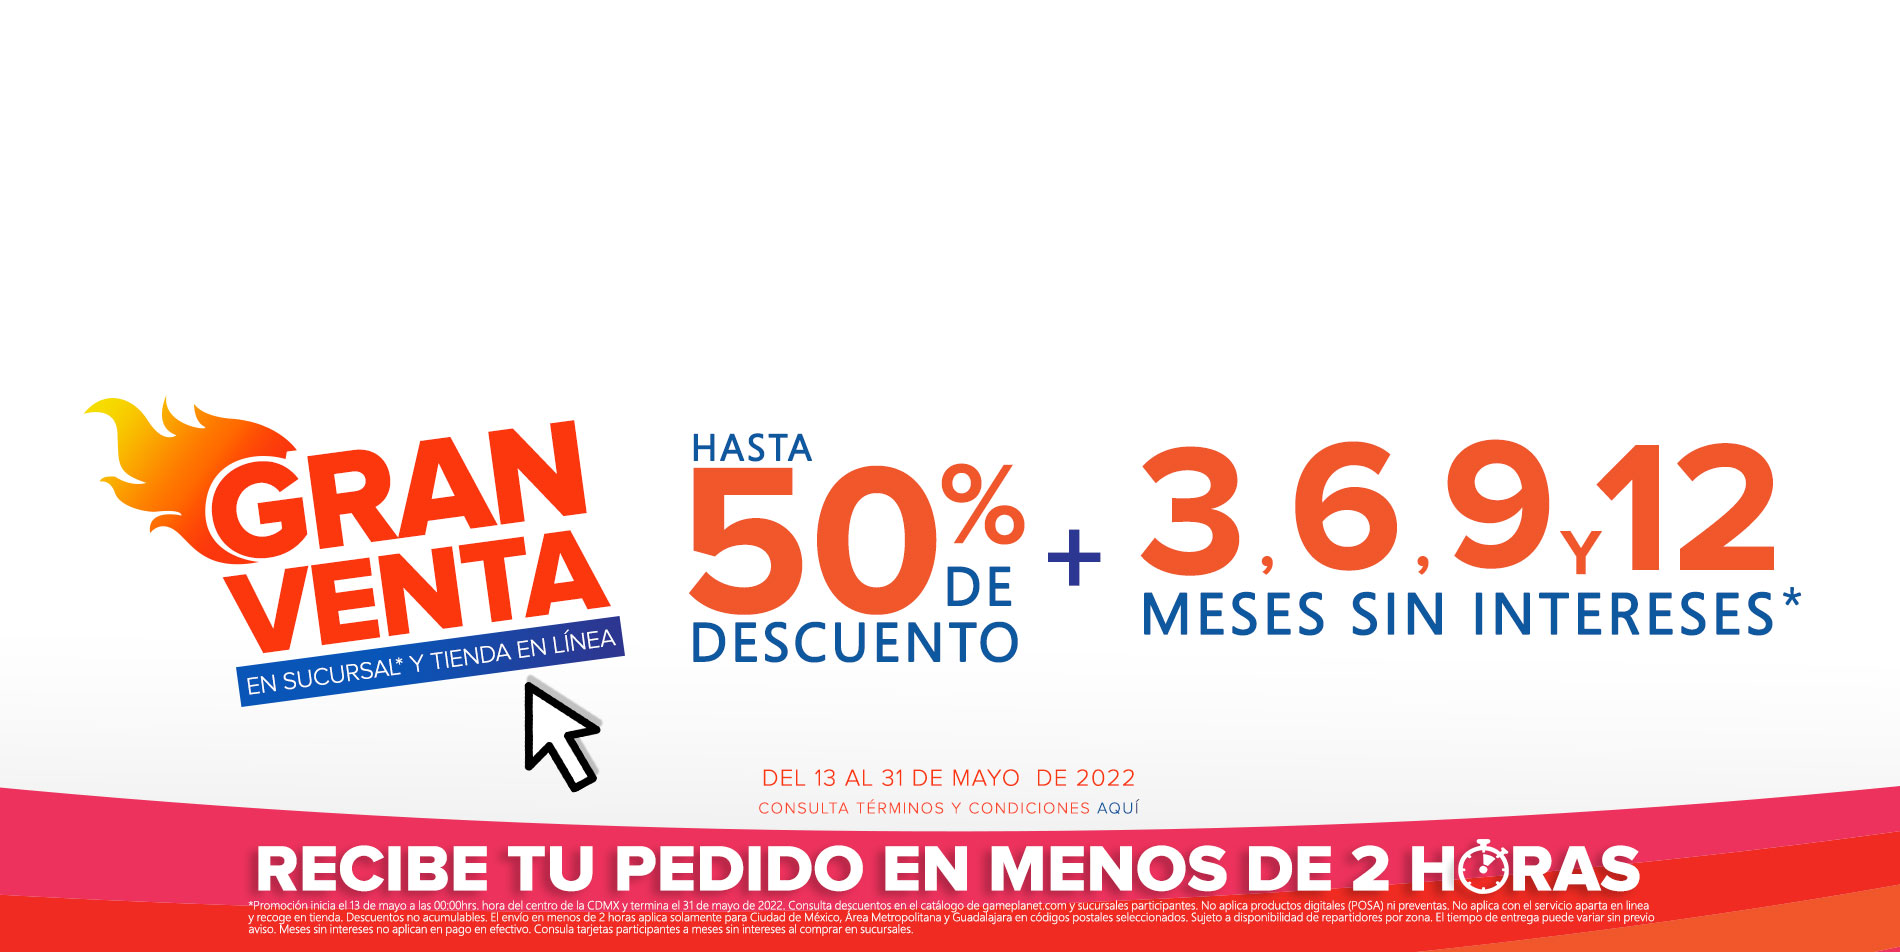 GRAN
VENTA
EN SUCURSAL* Y TIENDA EN LÍNEA
HASTA
50%
DE
DESCUENTO
+
3, 6, 9 Y 12
MESES SIN INTERESES*
DEL 13 AL 31 DE MAYO DE 2022
CONSULTA TÉRMINOS Y CONDICIONES AQUÍ
RECIBE TU PEDIDO EN MENOS DE 2 HORAS
*Promoción inicia el 13 de mayo a las 00:00hrs. hora del centro de la CDMX y termina el 31 de mayo de 2022. Consulta descuentos en el catálogo de gameplanet.com y sucursales participantes. No aplica productos digitales (POSA) ni preventas. No aplica con el servicio aparta en linea
y recoge en tienda. Descuentos no acumulables. El envío en menos de 2 horas aplica solamente para Ciudad de México, Área Metropolitana y Guadalajara en códigos postales seleccionados. Sujeto a disponibilidad de repartidores por zona. El tiempo de entrega puede variar sin previo
aviso. Meses sin intereses no aplican en pago en efectivo. Consula tarjetas participantes a meses sin intereses al comprar en sucursales.